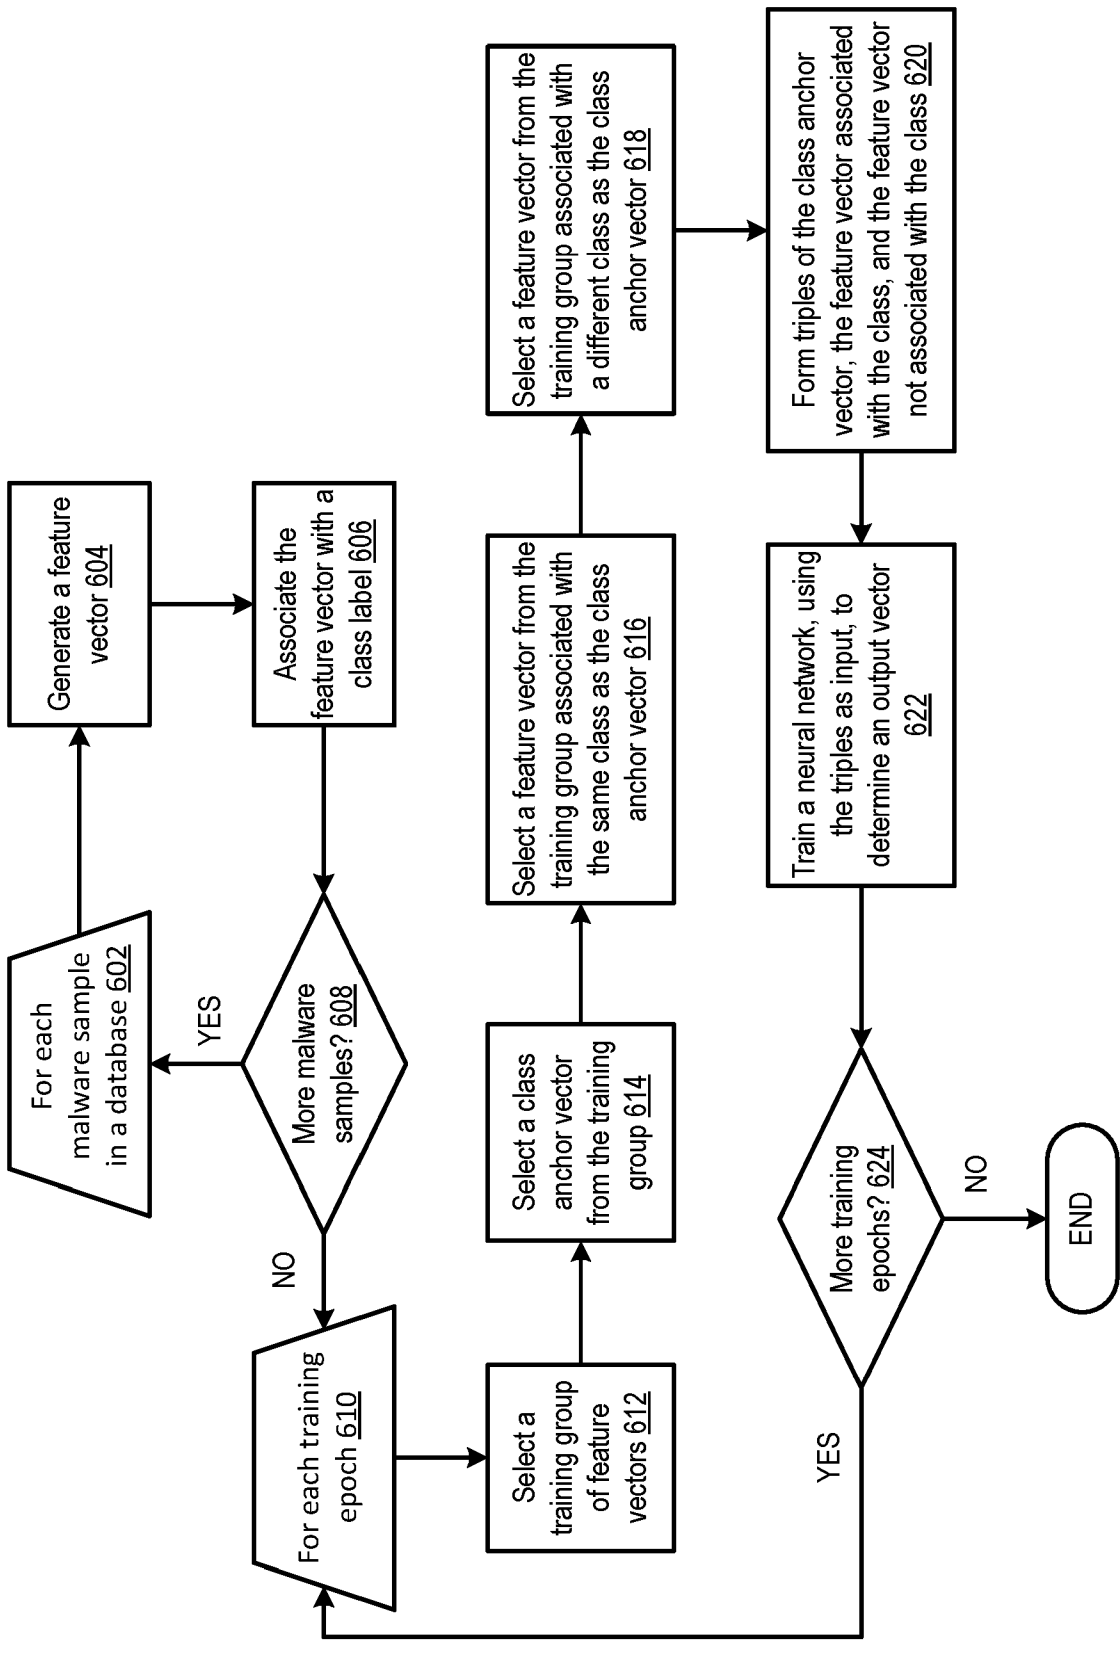 For each
malware sample
in a database 602
Generate a feature
vector 604
Associate the
feature vector with a
class label 606
More malware
samples? 608
YES
NO
For each training
epoch 610
Select a
training group
of feature
vectors 612
Select a class
anchor vector
from the training
group 614
Select a feature vector from the
training group associated with
the same class as the class
anchor vector 616
Select a feature vector from the
training group associated with
a different class as the class
anchor vector 618
Form triples of the class anchor
vector, the feature vector associated
with the class, and the feature vector
not associated with the class 620
Train a neural network, using
the triples as input, to
determine an output vector
622
More training
epochs? 624
YES
NO
END